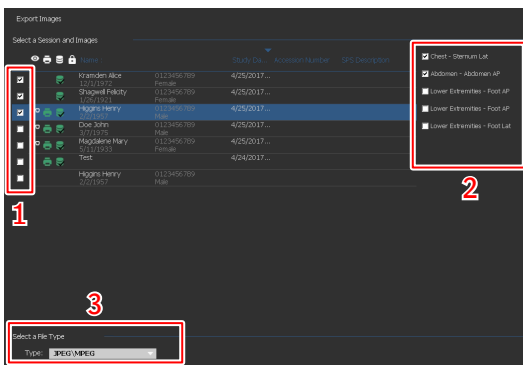 Export Images
Select a Session and Images
Name Study Da... Accession Number SPS Description
Kramden Alice 0123456789 4/25/2017...
12/1/1972 Female
Shagwell Felicity 0123456789 4/25/2017...
1/26/1921 Female
Higgins Henry 0123456789 4/25/2017...
2/2/1957 Male
Doe John 0123456789 4/25/2017...
3/7/1975 Male
Magdalene Mary 0123456789 4/25/2017...
5/11/1933 Female
Test 4/24/2017...
Higgins Henry 0123456789
2/2/1957 Male
Chest - Sternum Lat
Abdomen - Abdomen AP
Lower Extremities - Foot AP
Lower Extremities - Foot AP
Lower Extremities - Foot Lat
1
2
3
Select a File Type
Type: JPEG\MPEG